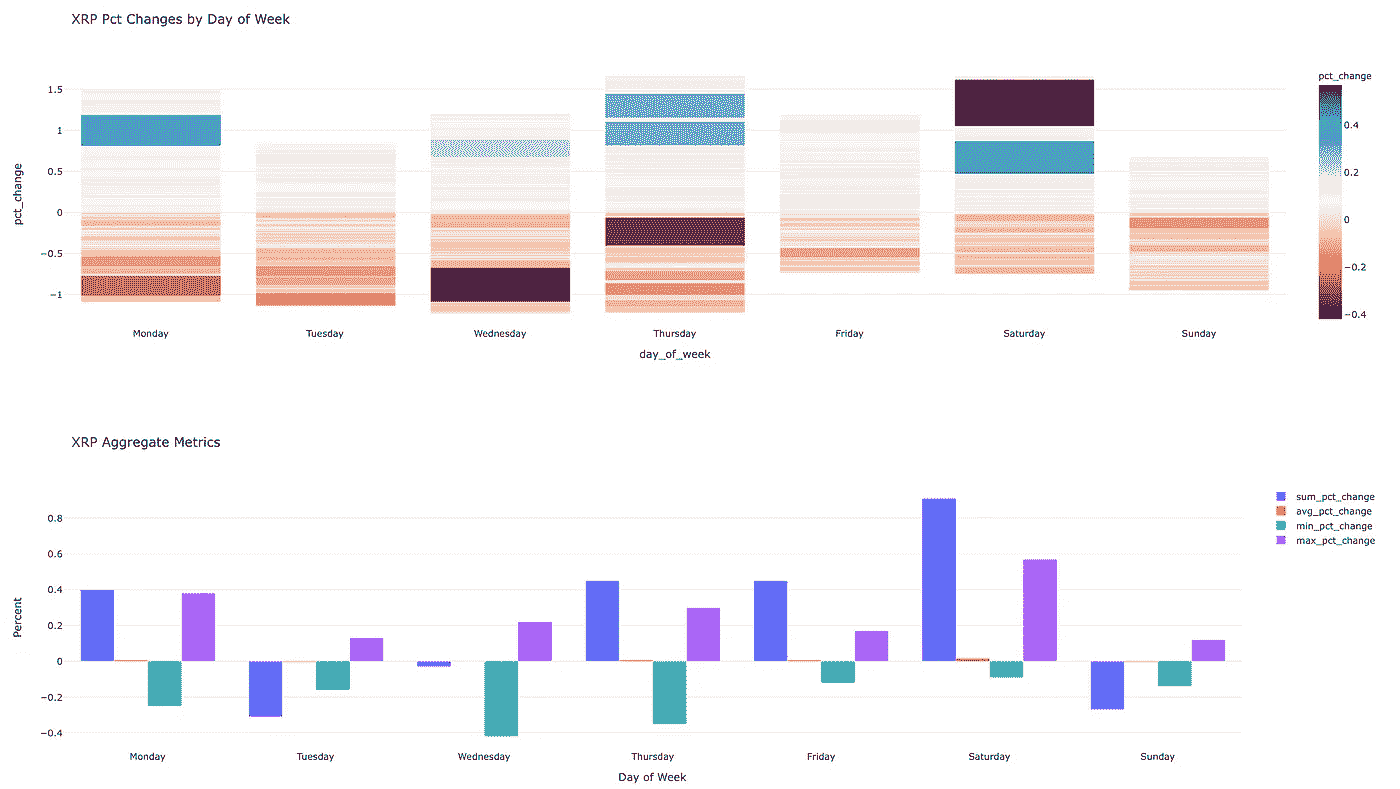 XRP Pct Changes by Day of Week
pct_change
1.5
1
0.5
0
−0.5
−1
pct_change
0.4
0.2
0
−0.2
−0.4
Monday Tuesday Wednesday Thursday Friday Saturday Sunday
day_of_week
XRP Aggregate Metrics
Percent
0.8
0.6
0.4
0.2
0
−0.2
−0.4
sum_pct_change
avg_pct_change
min_pct_change
max_pct_change
Monday Tuesday Wednesday Thursday Friday Saturday Sunday
Day of Week